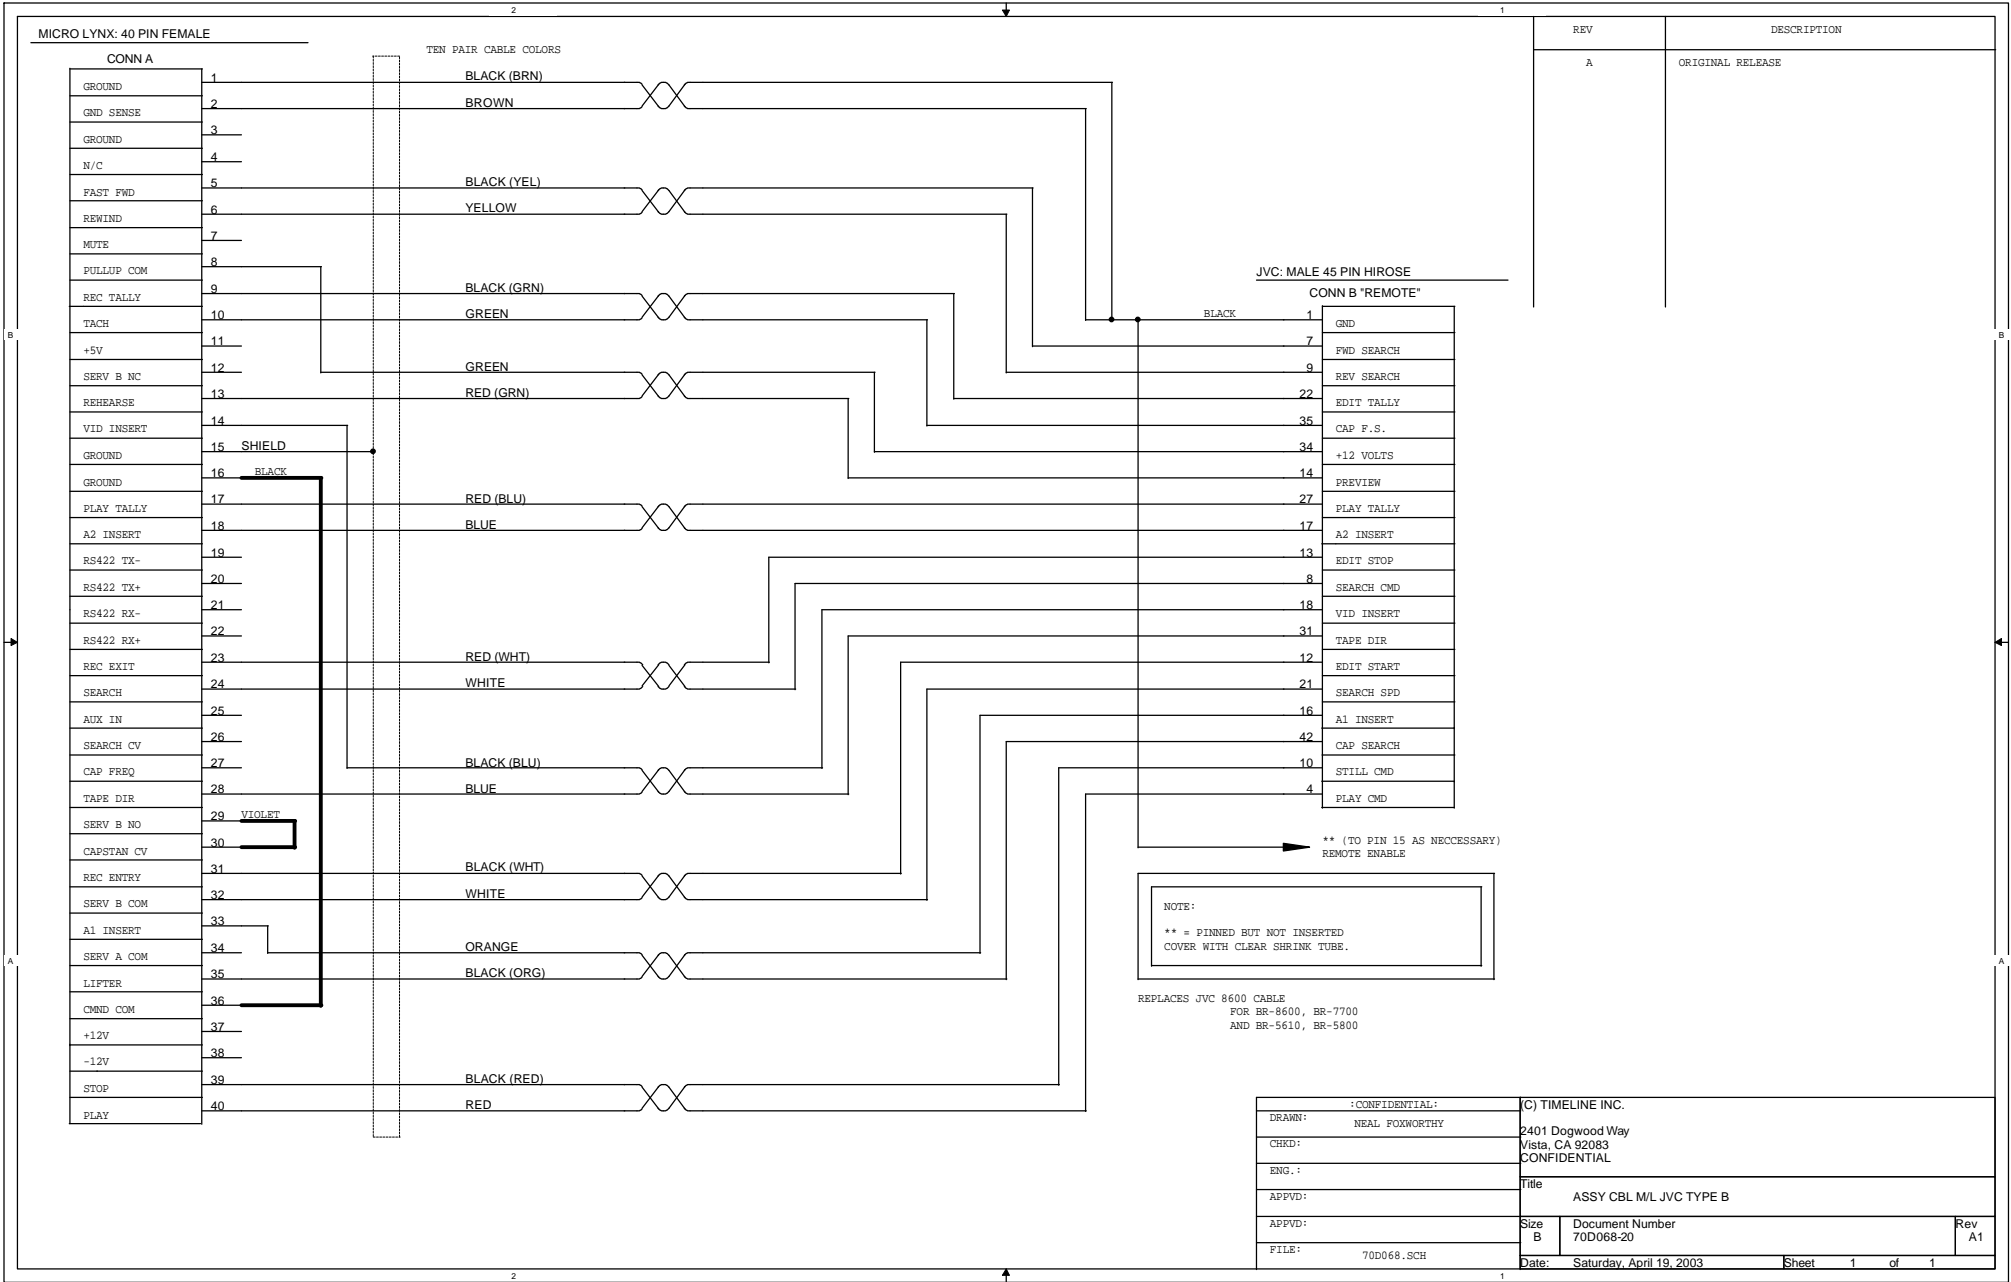 2
1
MICRO LYNX: 40 PIN FEMALE
CONN A
TEN PAIR CABLE COLORS
REV
DESCRIPTION
A
ORIGINAL RELEASE
GROUND
1
BLACK (BRN)
GND SENSE
2
BROWN
GROUND
3
N/C
4
FAST FWD
5
BLACK (YEL)
REWIND
6
YELLOW
MUTE
7
PULLUP COM
8
REC TALLY
9
BLACK (GRN)
TACH
10
GREEN
+5V
11
SERV B NC
12
GREEN
REHEARSE
13
RED (GRN)
VID INSERT
14
GROUND
15
SHIELD
GROUND
16
BLACK
PLAY TALLY
17
RED (BLU)
A2 INSERT
18
BLUE
RS422 TX-
19
RS422 TX+
20
RS422 RX-
21
RS422 RX+
22
REC EXIT
23
RED (WHT)
SEARCH
24
WHITE
AUX IN
25
SEARCH CV
26
CAP FREQ
27
BLACK (BLU)
TAPE DIR
28
BLUE
SERV B NO
29
VIOLET
CAPSTAN CV
30
REC ENTRY
31
BLACK (WHT)
SERV B COM
32
WHITE
A1 INSERT
33
SERV A COM
34
ORANGE
LIFTER
35
BLACK (ORG)
CMND COM
36
+12V
37
-12V
38
STOP
39
BLACK (RED)
PLAY
40
RED
JVC: MALE 45 PIN HIROSE
CONN B "REMOTE"
BLACK
1
GND
7
FWD SEARCH
9
REV SEARCH
22
EDIT TALLY
35
CAP F.S.
34
+12 VOLTS
14
PREVIEW
27
PLAY TALLY
17
A2 INSERT
13
EDIT STOP
8
SEARCH CMD
18
VID INSERT
31
TAPE DIR
12
EDIT START
21
SEARCH SPD
16
A1 INSERT
42
CAP SEARCH
10
STILL CMD
4
PLAY CMD
** (TO PIN 15 AS NECCESSARY)
REMOTE ENABLE
NOTE:
** = PINNED BUT NOT INSERTED
COVER WITH CLEAR SHRINK TUBE.
REPLACES JVC 8600 CABLE
FOR BR-8600, BR-7700
AND BR-5610, BR-5800
B
B
A
A
:CONFIDENTIAL:
DRAWN:
NEAL FOXWORTHY
CHKD:
ENG.:
APPVD:
APPVD:
FILE:
70D068.SCH
(C) TIMELINE INC.
2401 Dogwood Way
Vista, CA 92083
CONFIDENTIAL
Title
ASSY CBL M/L JVC TYPE B
Size
B
Document Number
70D068-20
Rev
A1
Date:
Saturday, April 19, 2003
Sheet 1 of 1
2
1